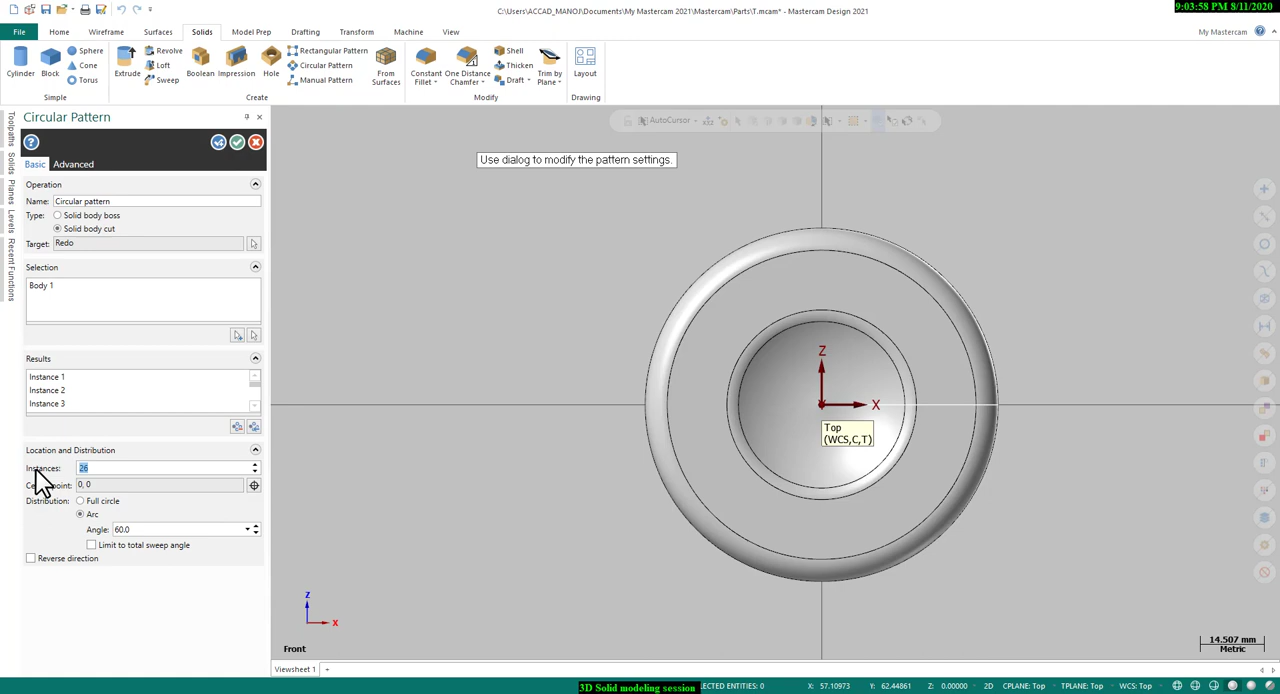 C:\Users\ACCAD_MANOJ\Documents\My Mastercam 2021\Mastercam\Parts\T.mcam* - Mastercam Design 2021
9:03:58 PM 8/11/2020
File Home Wireframe Surfaces Solids Model Prep Drafting Transform Machine View My Mastercam
Cylinder Block Sphere Cone Torus
Simple
Extrude Revolve Loft Sweep Boolean Impression Hole Rectangular Pattern Circular Pattern Manual Pattern From Surfaces
Create
Constant Fillet One Distance Chamfer Shell Thicken Draft Trim by Plane
Modify
Layout
Drawing
Toolpaths
Solids
Planes
Levels
Recent Functions
Circular Pattern
Basic Advanced
Operation
Name: Circular pattern
Type: Solid body boss
Solid body cut
Target: Redo
Selection
Body 1
Results
Instance 1
Instance 2
Instance 3
Location and Distribution
Instances: 26
point: 0, 0
Distribution: Full circle
Arc
Angle: 60.0
Limit to total sweep angle
Reverse direction
AutoCursor
Use dialog to modify the pattern settings.
Z
X
Top
(WCS,C,T)
Z
X
Front
14.507 mm
Metric
Viewsheet 1 +
3D Solid modeling session
ELECTED ENTITIES: 0 X: 57.10973 Y: 62.44861 Z: 0.00000 2D CPLANE: Top TPLANE: Top WCS: Top